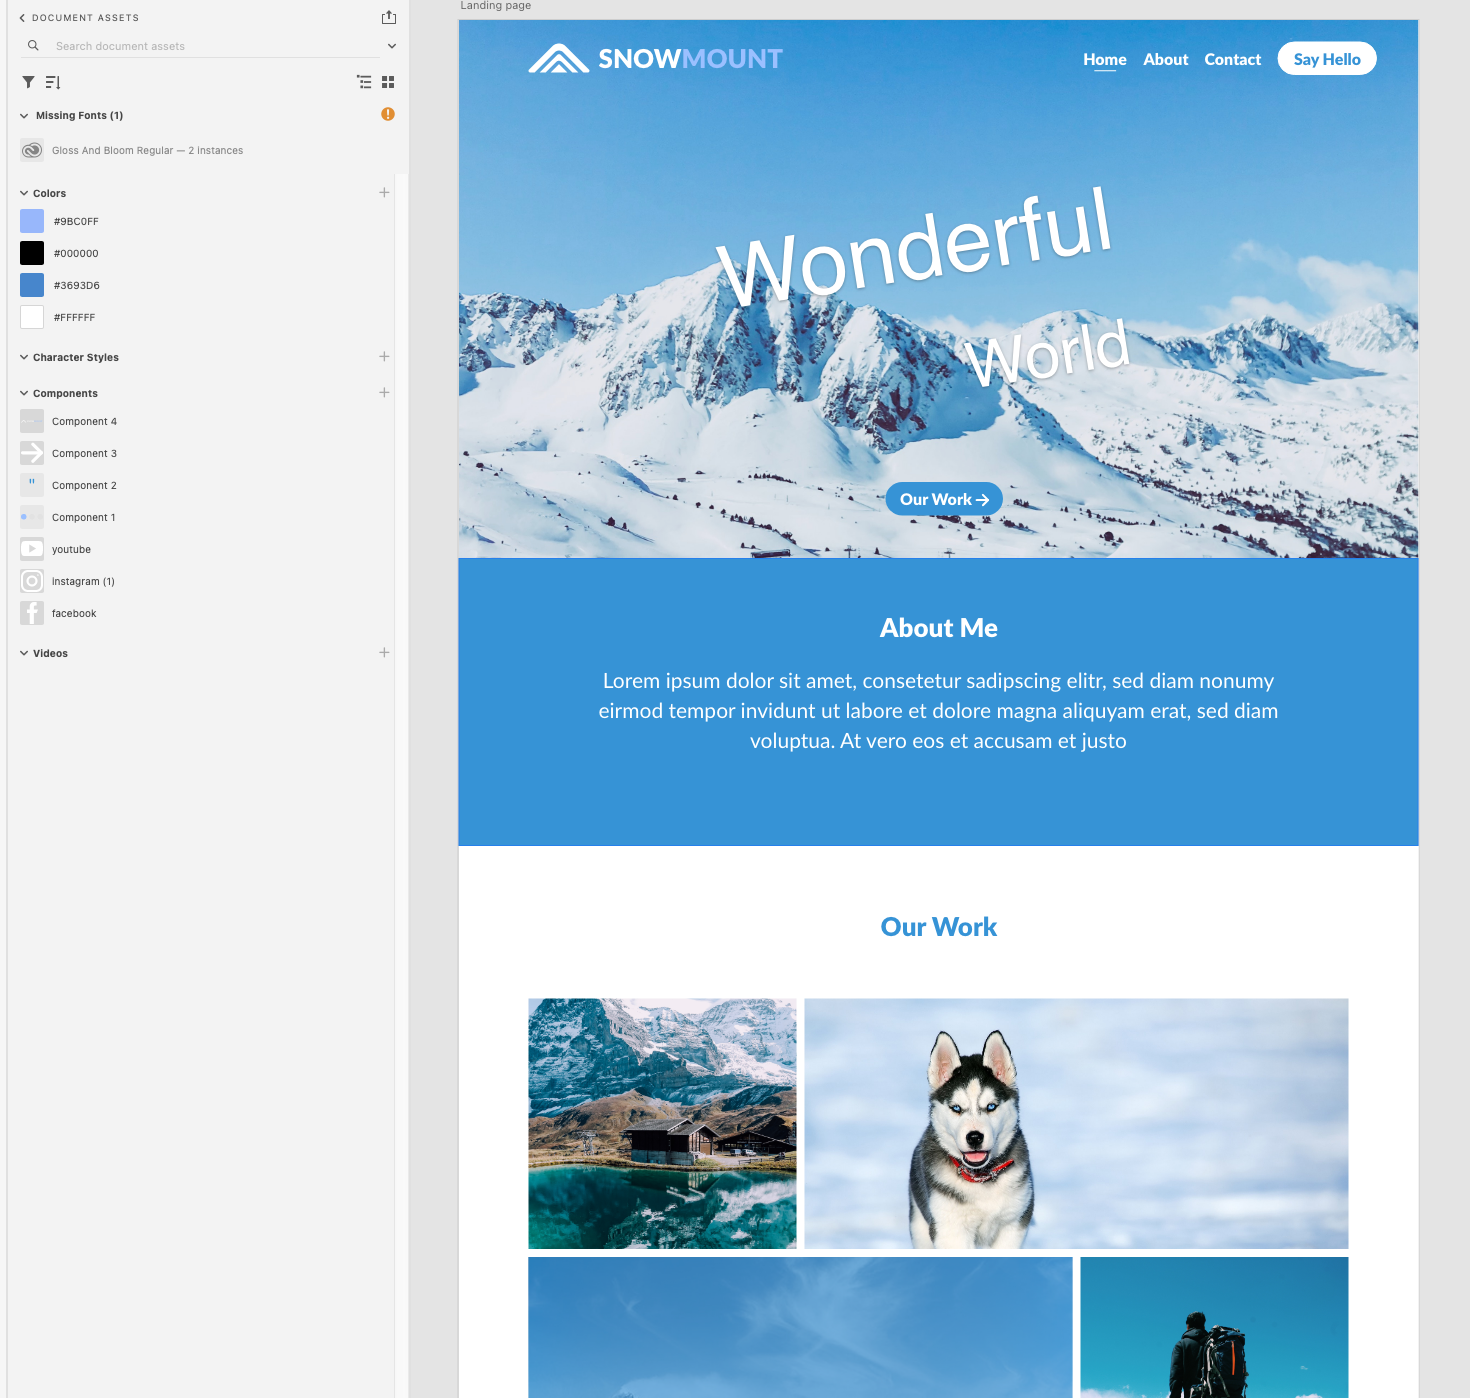 DOCUMENT ASSETS
Search document assets
Missing Fonts (1)
Gloss And Bloom Regular — 2 Instances
Colors
#9BC0FF
#000000
#3693D6
#FFFFFF
Character Styles
Components
Component 4
Component 3
"
Component 2
Component 1
youtube
instagram (1)
facebook
Videos
Landing page
SNOWMOUNT
Home About Contact Say Hello
Wonderful
World
Our Work
About Me
Lorem ipsum dolor sit amet, consetetur sadipscing elitr, sed diam nonumy
eirmod tempor invidunt ut labore et dolore magna aliquyam erat, sed diam
voluptua. At vero eos et accusam et justo
Our Work